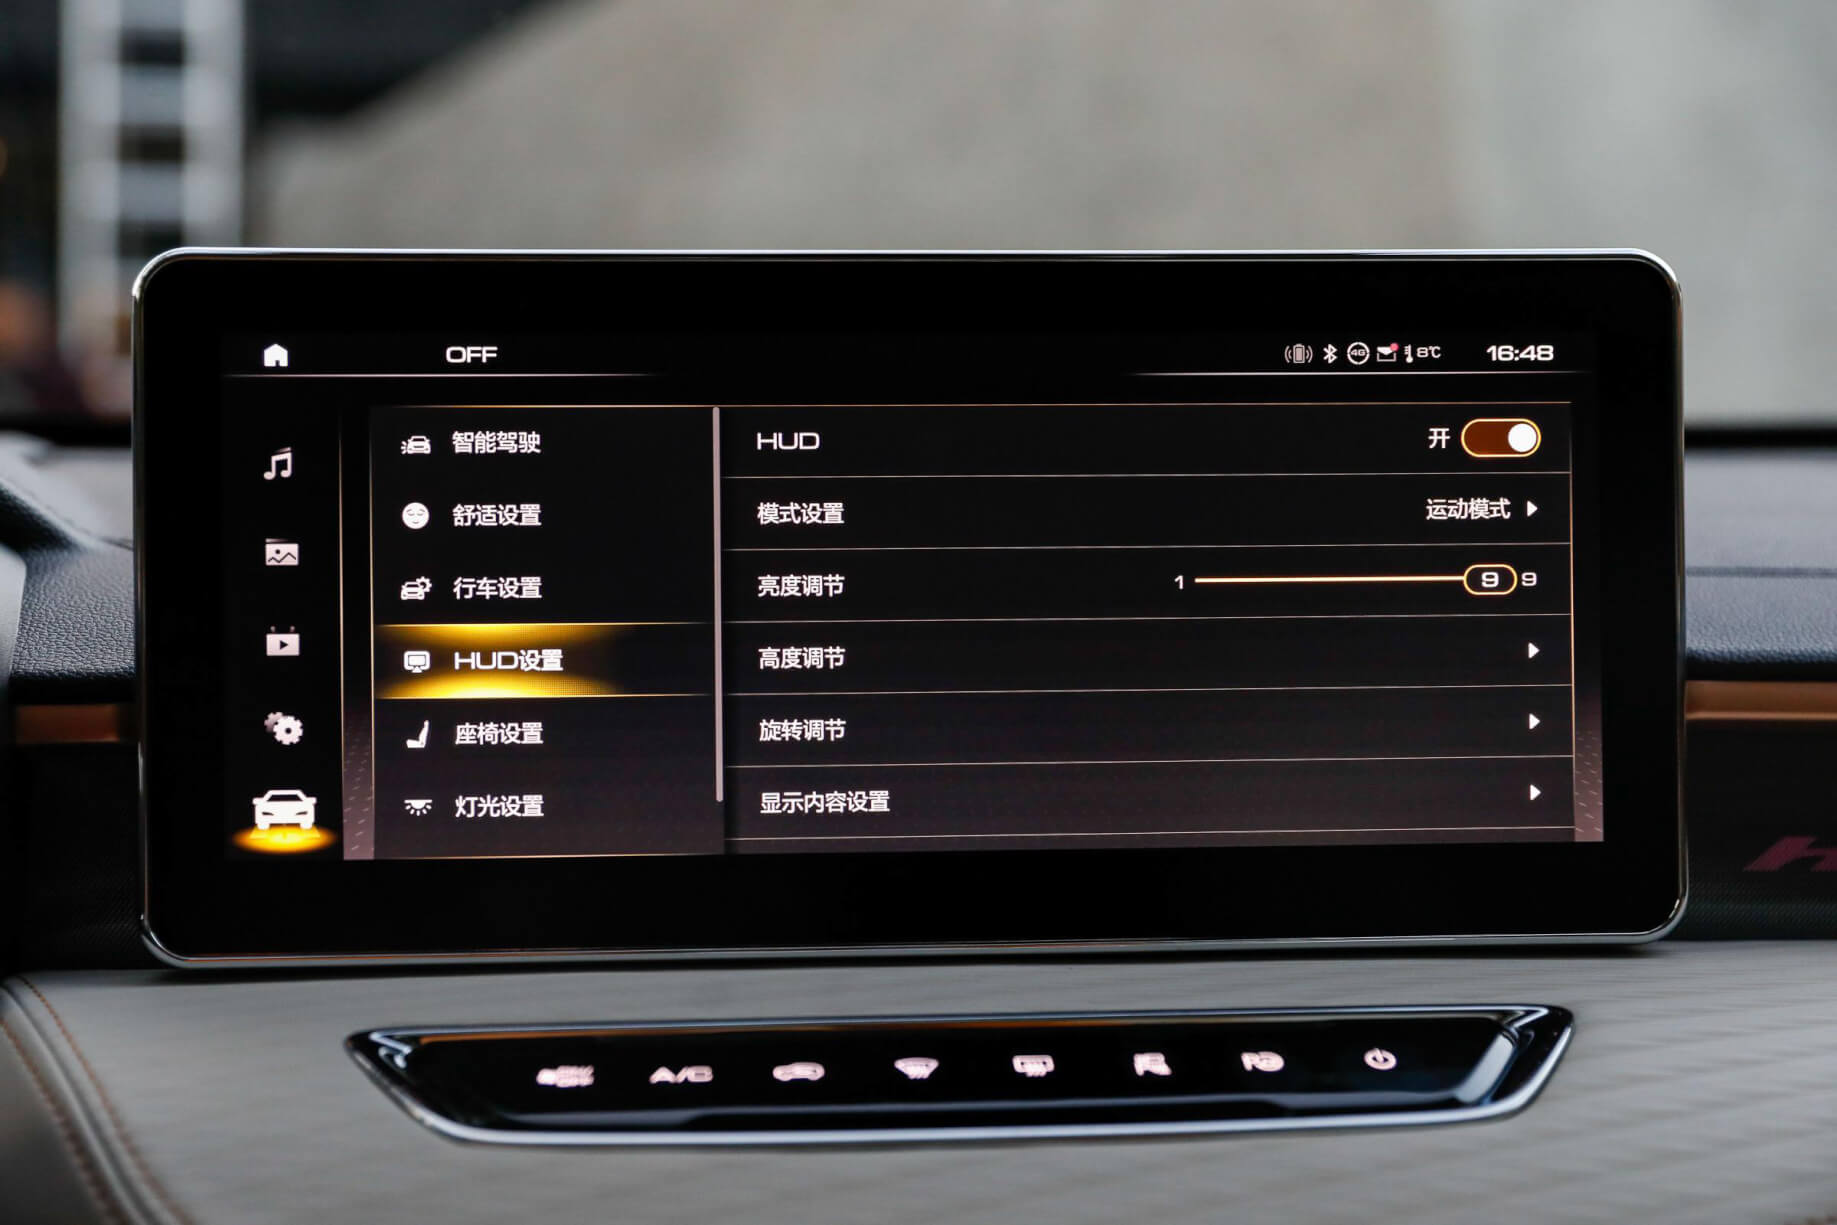 OFF
4G 8℃ 16:48
智能驾驶
舒适设置
行车设置
HUD设置
座椅设置
灯光设置
HUD 开
模式设置 运动模式
亮度调节 1 9 9
高度调节
旋转调节
显示内容设置
A/C